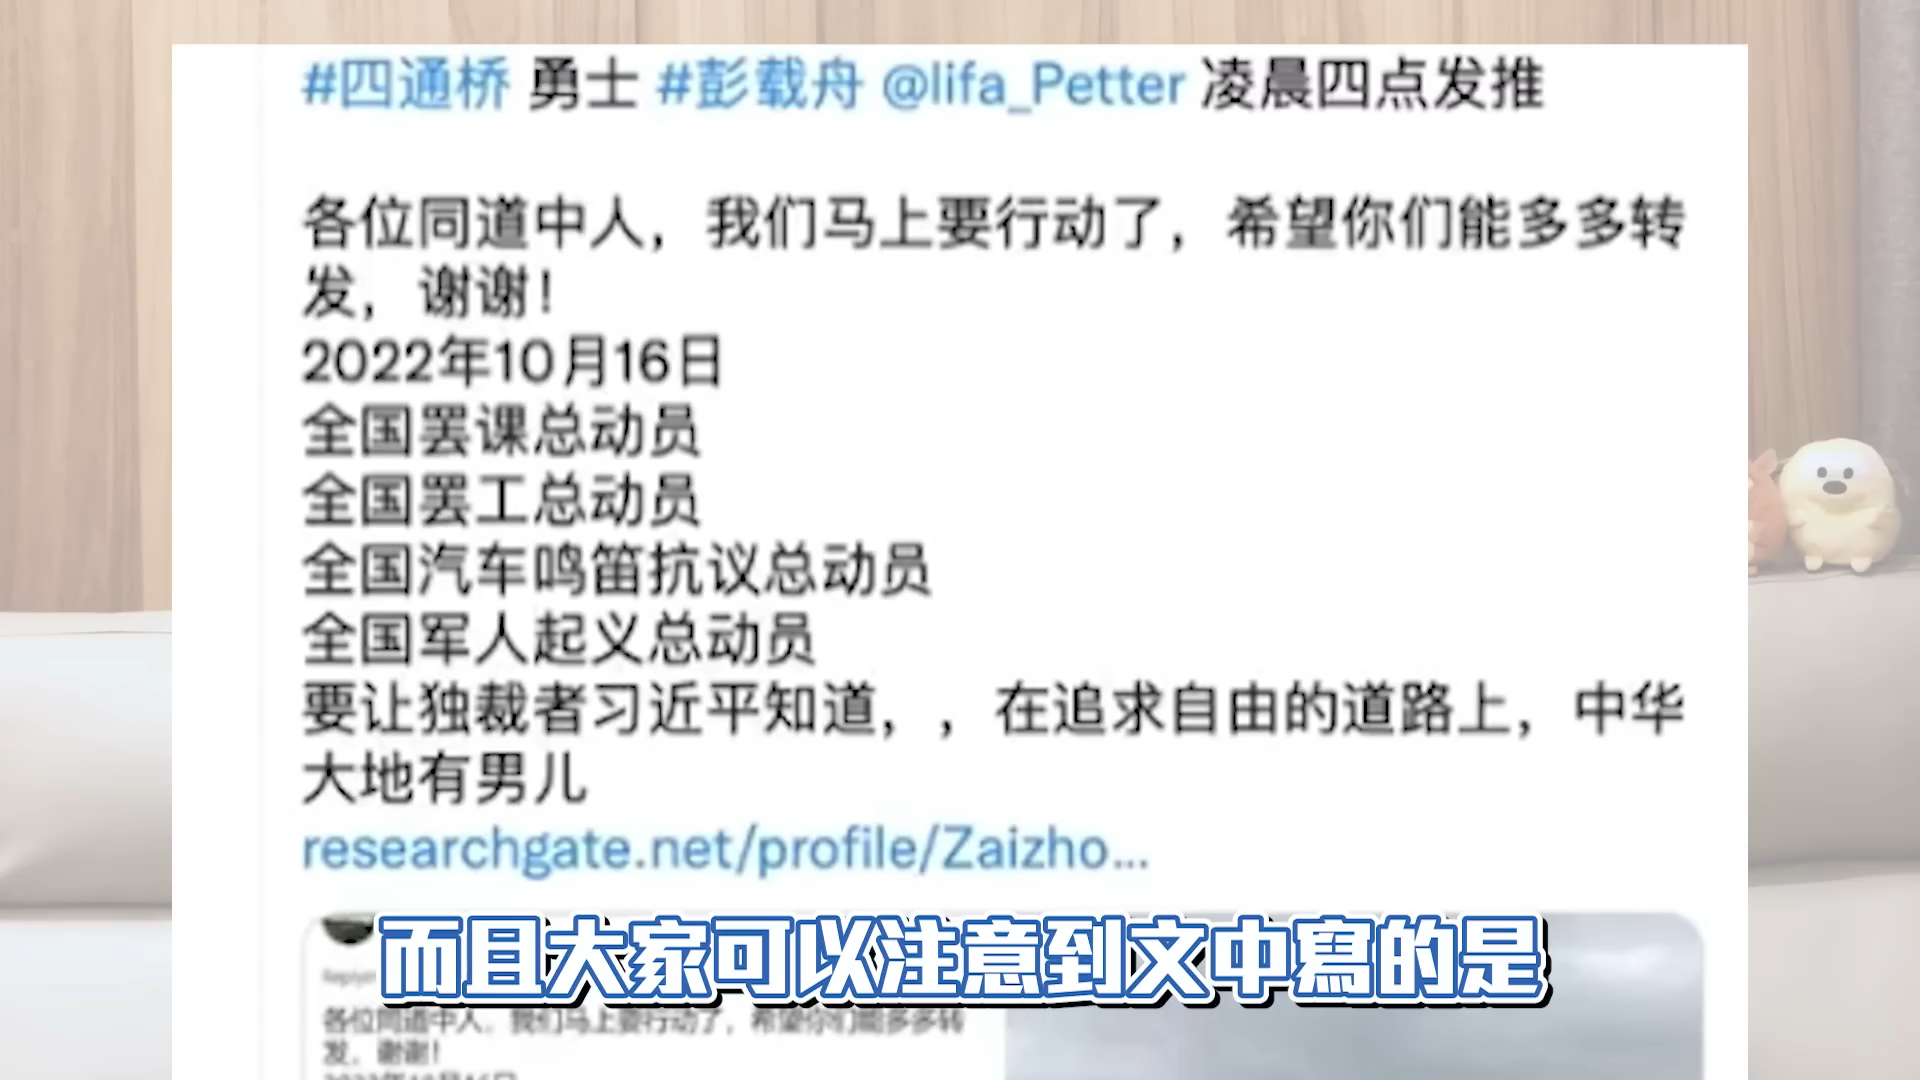 #四通桥 勇士 #彭载舟 @lifa_Petter 凌晨四点发推
各位同道中人，我们马上要行动了，希望你们能多多转
发，谢谢！
2022年10月16日
全国罢课总动员
全国罢工总动员
全国汽车鸣笛抗议总动员
全国军人起义总动员
要让独裁者习近平知道，，在追求自由的道路上，中华
大地有男儿
researchgate.net/profile/Zaizho...
而且大家可以注意到文中寫的是
各位同道中人，我们马上要行动了，希望你们能多多转
发，谢谢！